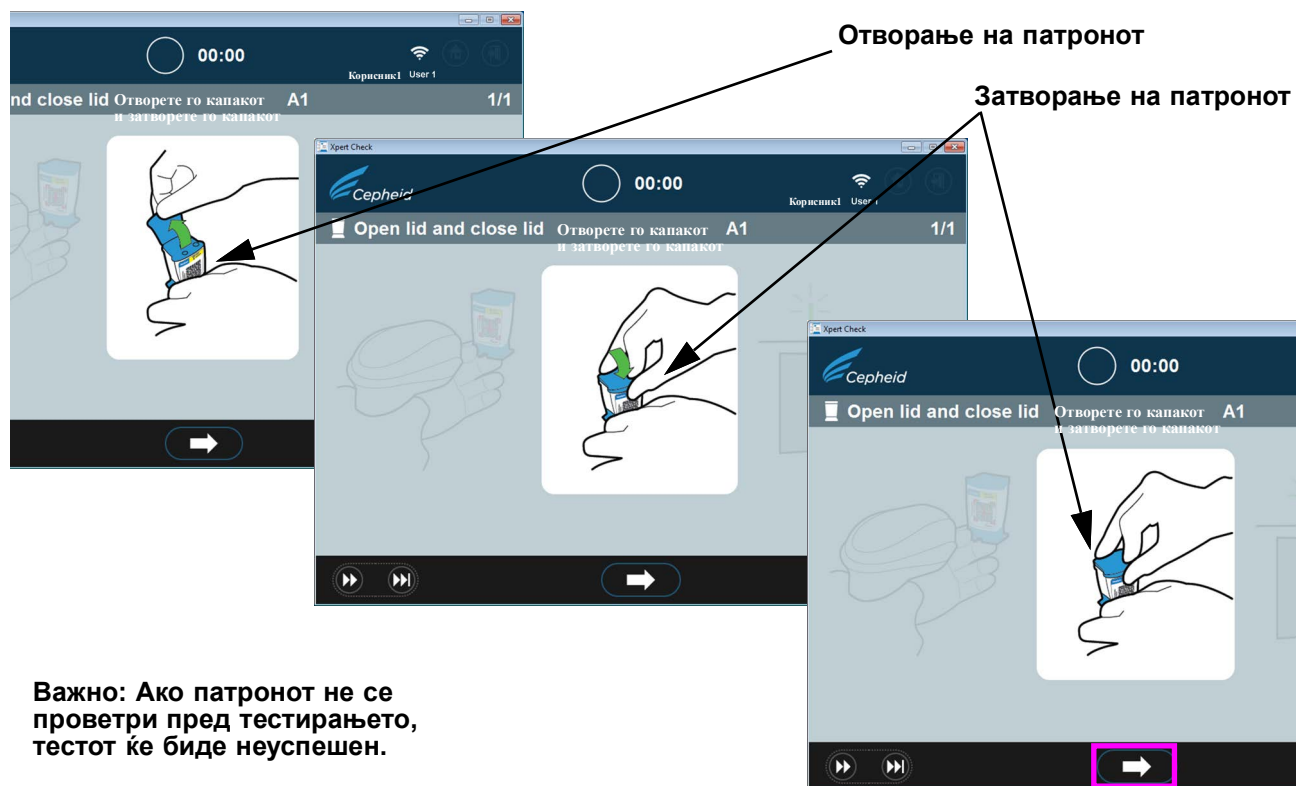 Отворање на патронот
Затворање на патронот
00:00
Корисник1 User 1
nd close lid Отворете го капакот A1 1/1
и затворете го капакот
Xpert Check
Cepheid
00:00
Корисник1 User 1
Open lid and close lid Отворете го капакот A1 1/1
и затворете го капакот
Xpert Check
Cepheid
00:00
Open lid and close lid Отворете го капакот A1
и затворете го капакот
Важно: Ако патронот не се
проветри пред тестирањето,
тестот ќе биде неуспешен.